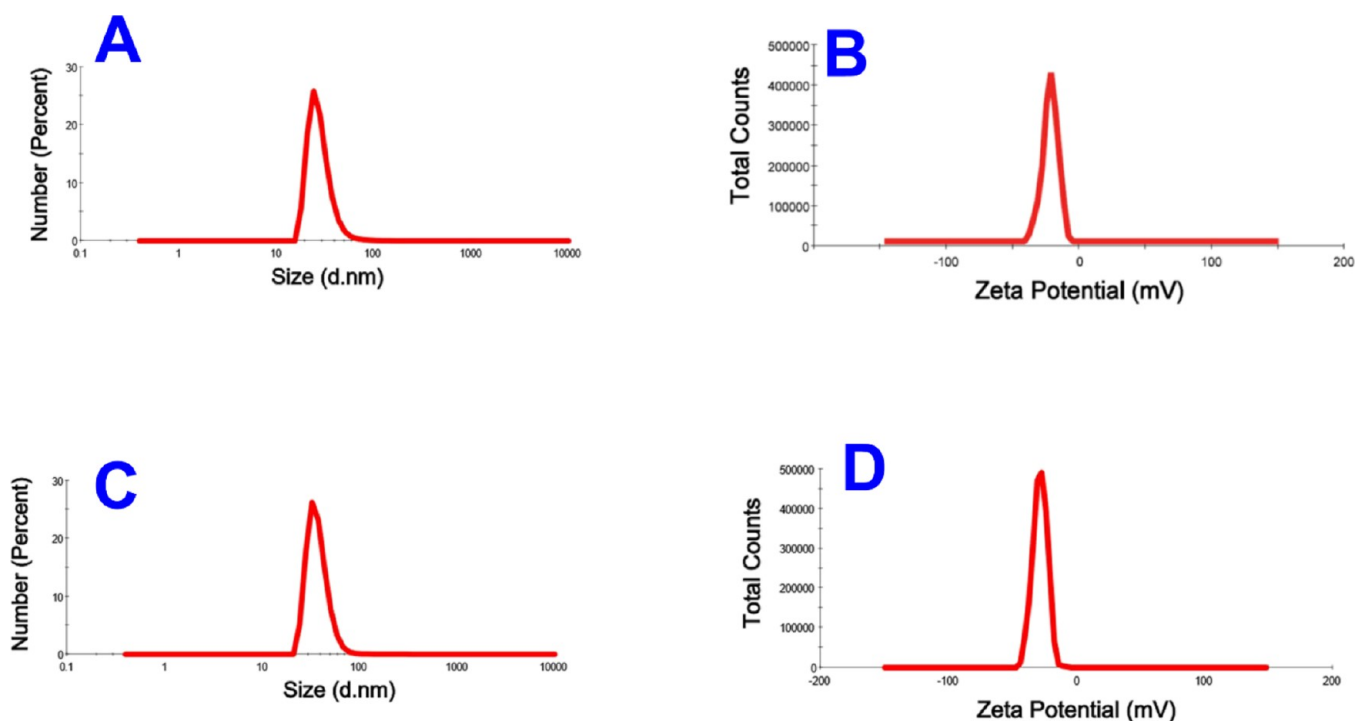 A
Number (Percent)
30
20
10
0
0.1 1 10 100 1000 10000
Size (d.nm)
B
Total Counts
500000
400000
300000
200000
100000
0
-100 0 100 200
Zeta Potential (mV)
C
Number (Percent)
30
20
10
0
0.1 1 10 100 1000 10000
Size (d.nm)
D
Total Counts
500000
400000
300000
200000
100000
0
-200 -100 0 100 200
Zeta Potential (mV)